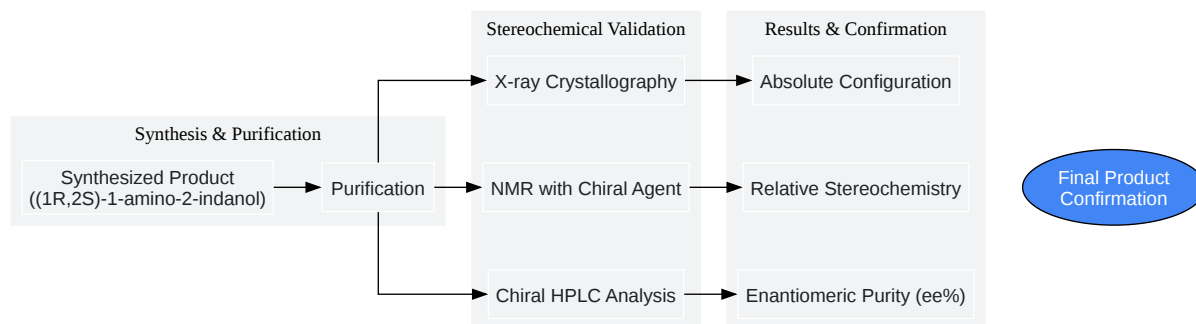 Stereochemical Validation
Results & Confirmation
X-ray Crystallography
Absolute Configuration
Synthesis & Purification
Synthesized Product
((1R,2S)-1-amino-2-indanol)
Purification
NMR with Chiral Agent
Relative Stereochemistry
Final Product
Confirmation
Chiral HPLC Analysis
Enantiomeric Purity (ee%)